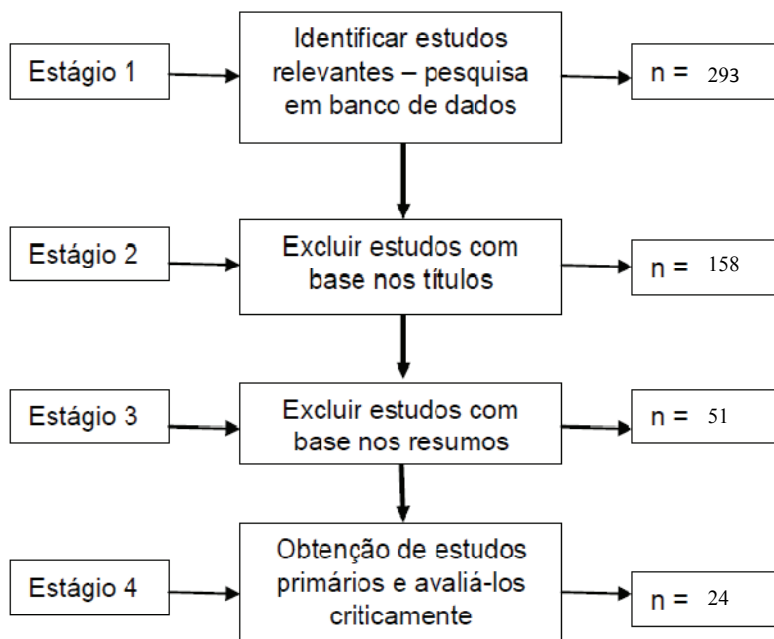 Estágio 1
Identificar estudos
relevantes – pesquisa
em banco de dados
n = 293
Estágio 2
Excluir estudos com
base nos títulos
n = 158
Estágio 3
Excluir estudos com
base nos resumos
n = 51
Estágio 4
Obtenção de estudos
primários e avaliá-los
criticamente
n = 24